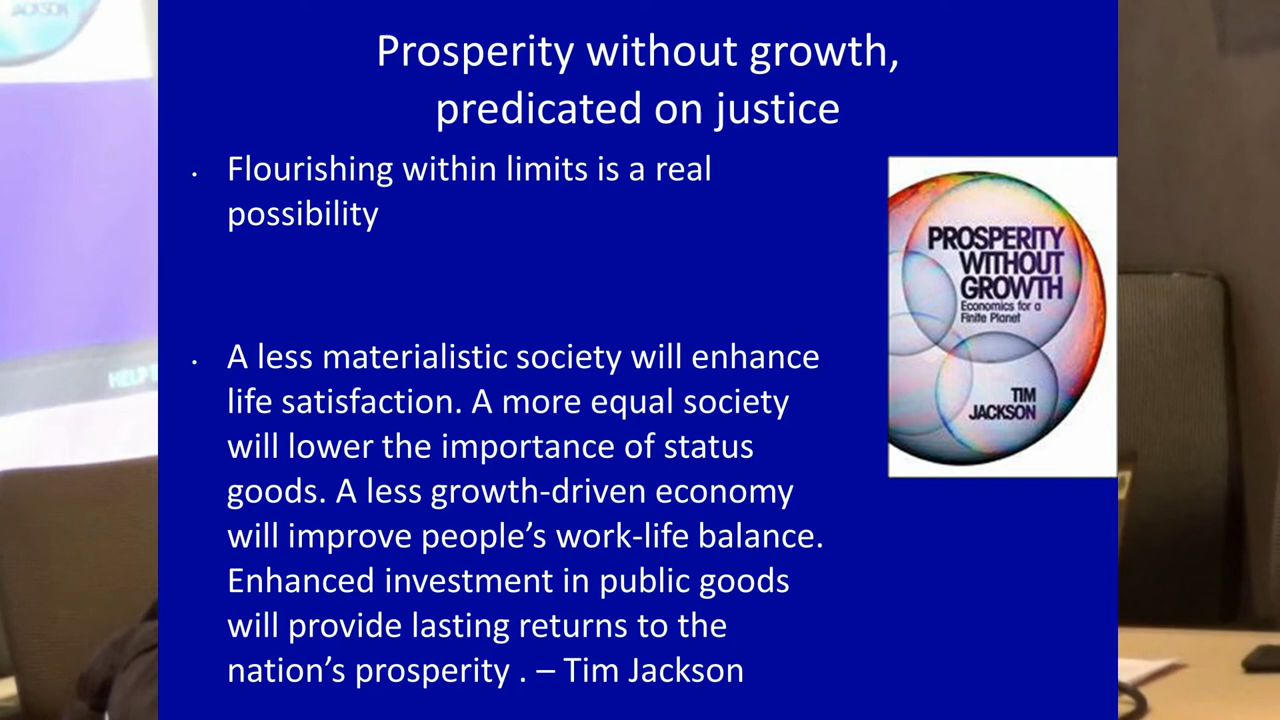 JACKSON
Prosperity without growth,
predicated on justice
• Flourishing within limits is a real
possibility
• A less materialistic society will enhance
life satisfaction. A more equal society
will lower the importance of status
goods. A less growth-driven economy
will improve people’s work-life balance.
Enhanced investment in public goods
will provide lasting returns to the
nation’s prosperity . – Tim Jackson
PROSPERITY
WITHOUT
GROWTH
Economics for a
Finite Planet
TIM
JACKSON
HELP